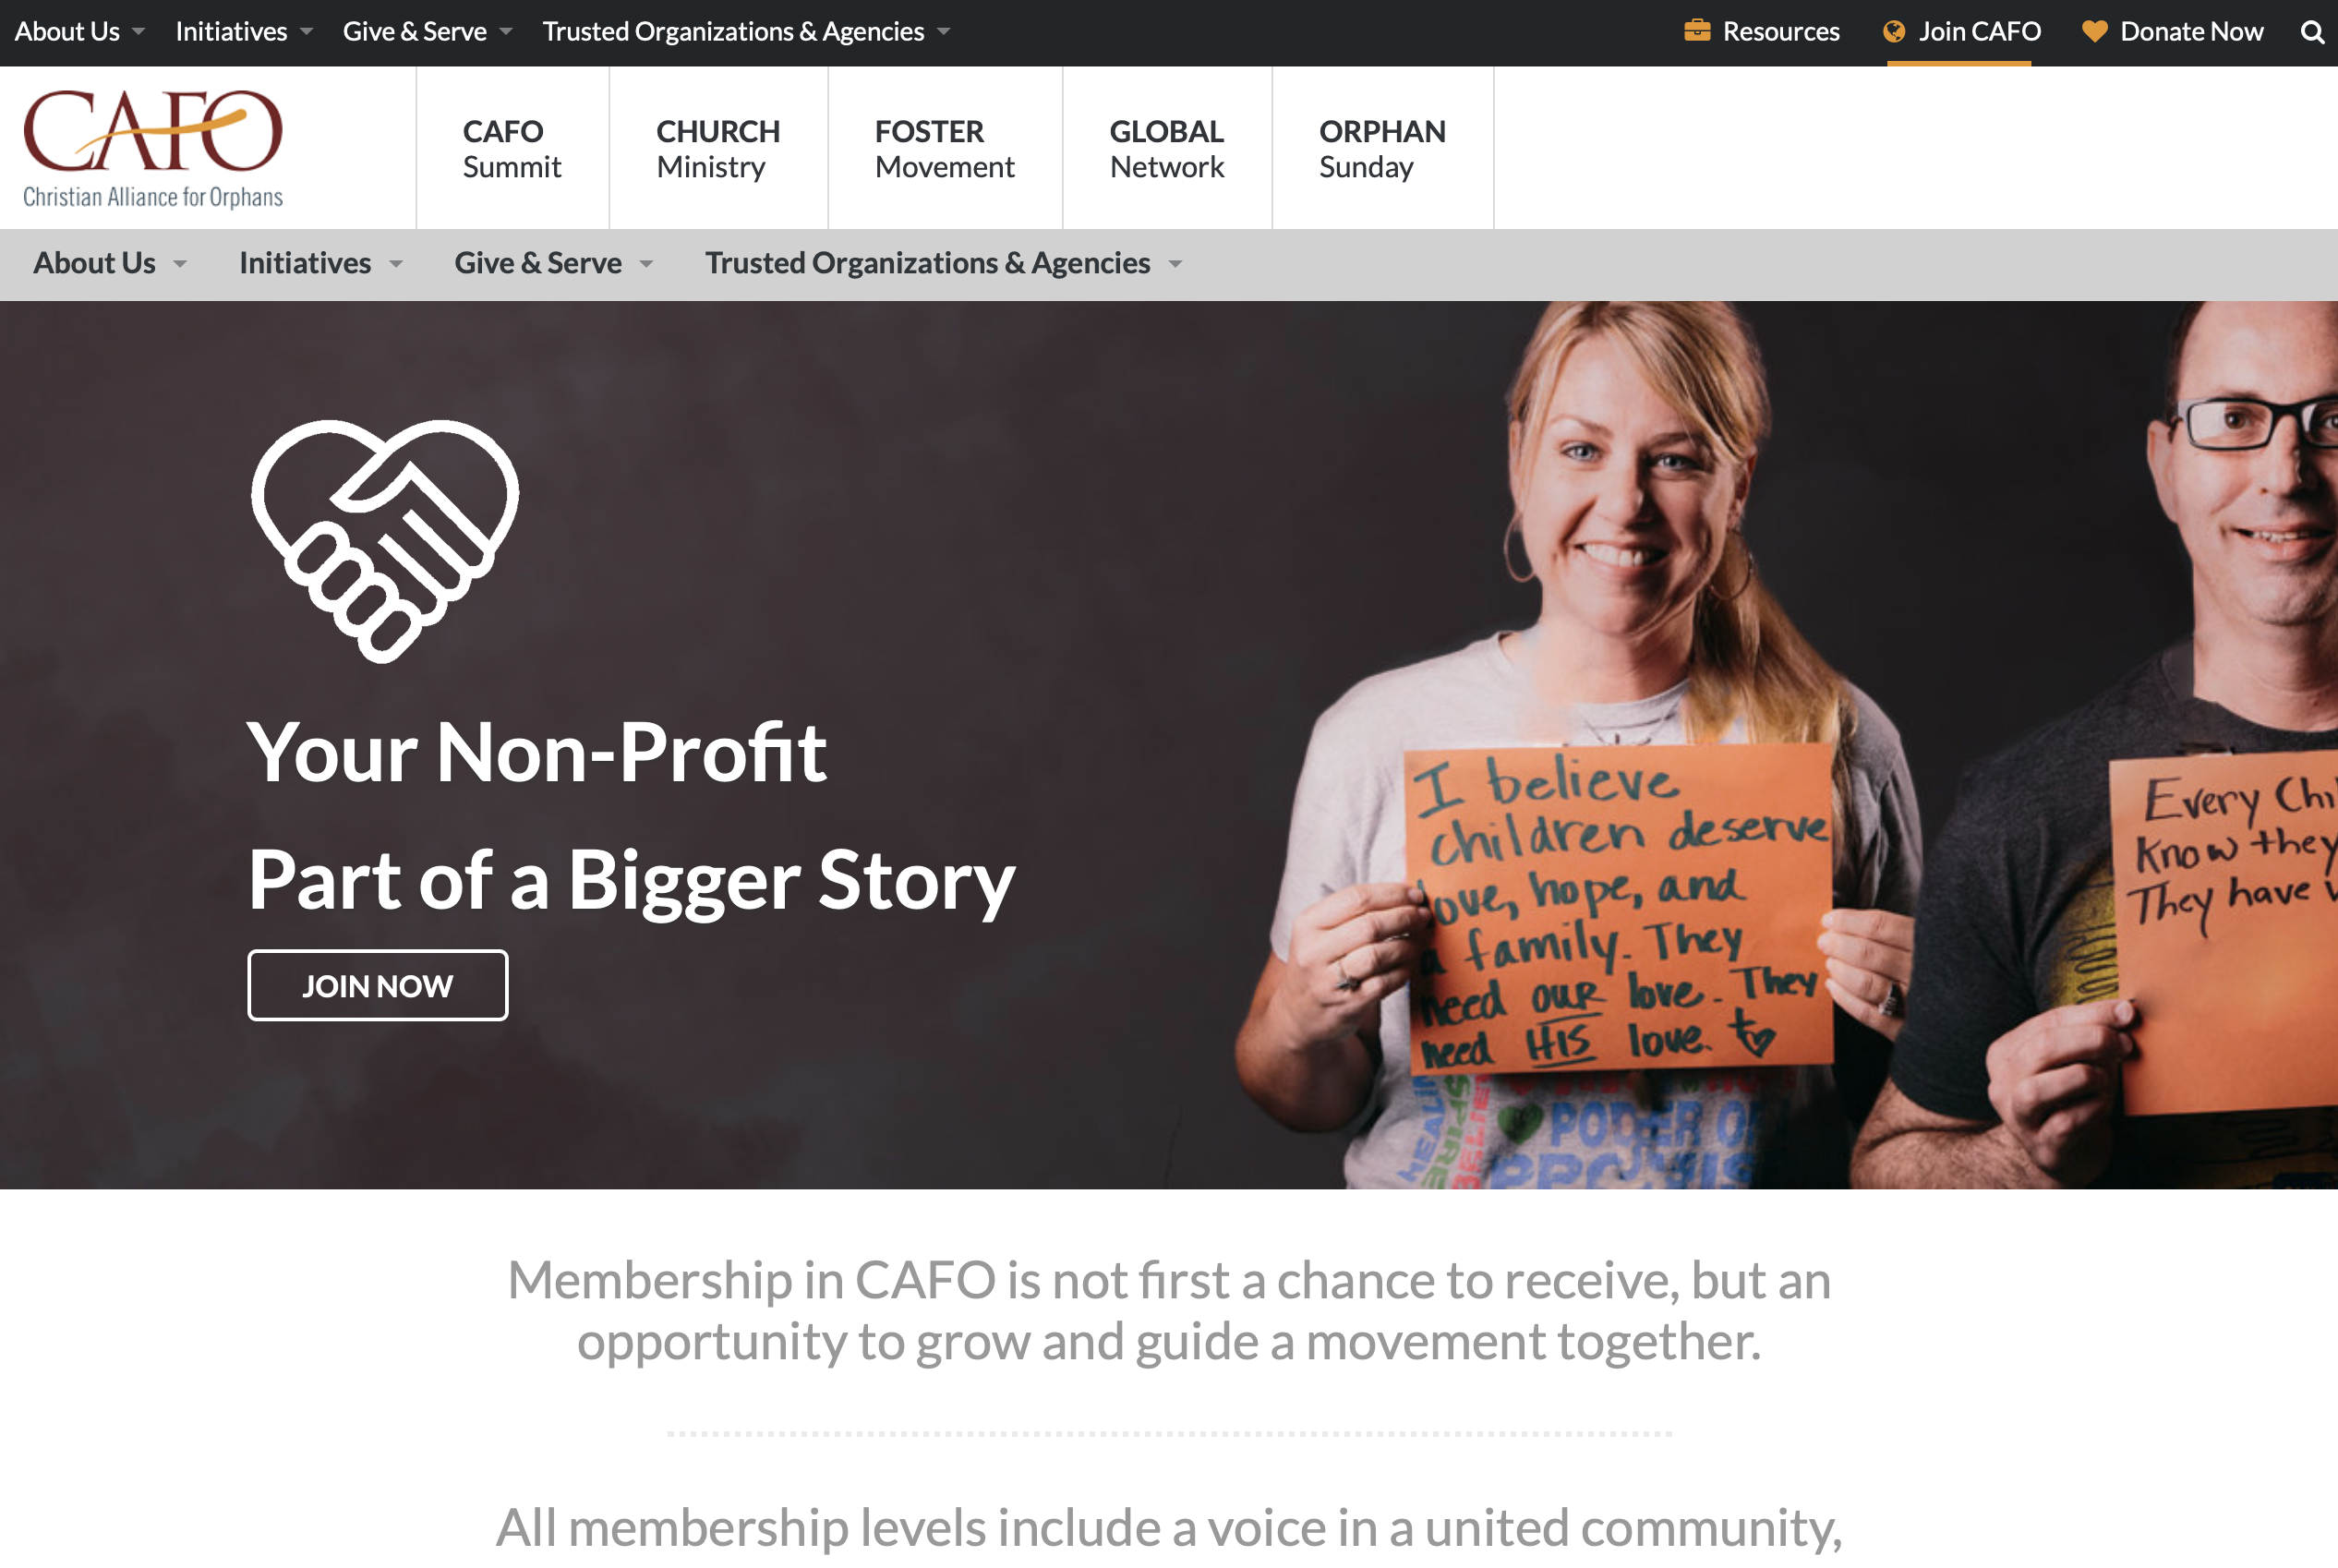 About Us Initiatives Give & Serve Trusted Organizations & Agencies Resources Join CAFO Donate Now
CAFO
Christian Alliance for Orphans
CAFO
Summit
CHURCH
Ministry
FOSTER
Movement
GLOBAL
Network
ORPHAN
Sunday
About Us Initiatives Give & Serve Trusted Organizations & Agencies
Your Non-Profit
Part of a Bigger Story
JOIN NOW
I believe
children deserve
love, hope, and
a family. They
need OUR love. They
need HIS love.
Every Chi
Know they
They have
Membership in CAFO is not first a chance to receive, but an
opportunity to grow and guide a movement together.
All membership levels include a voice in a united community,